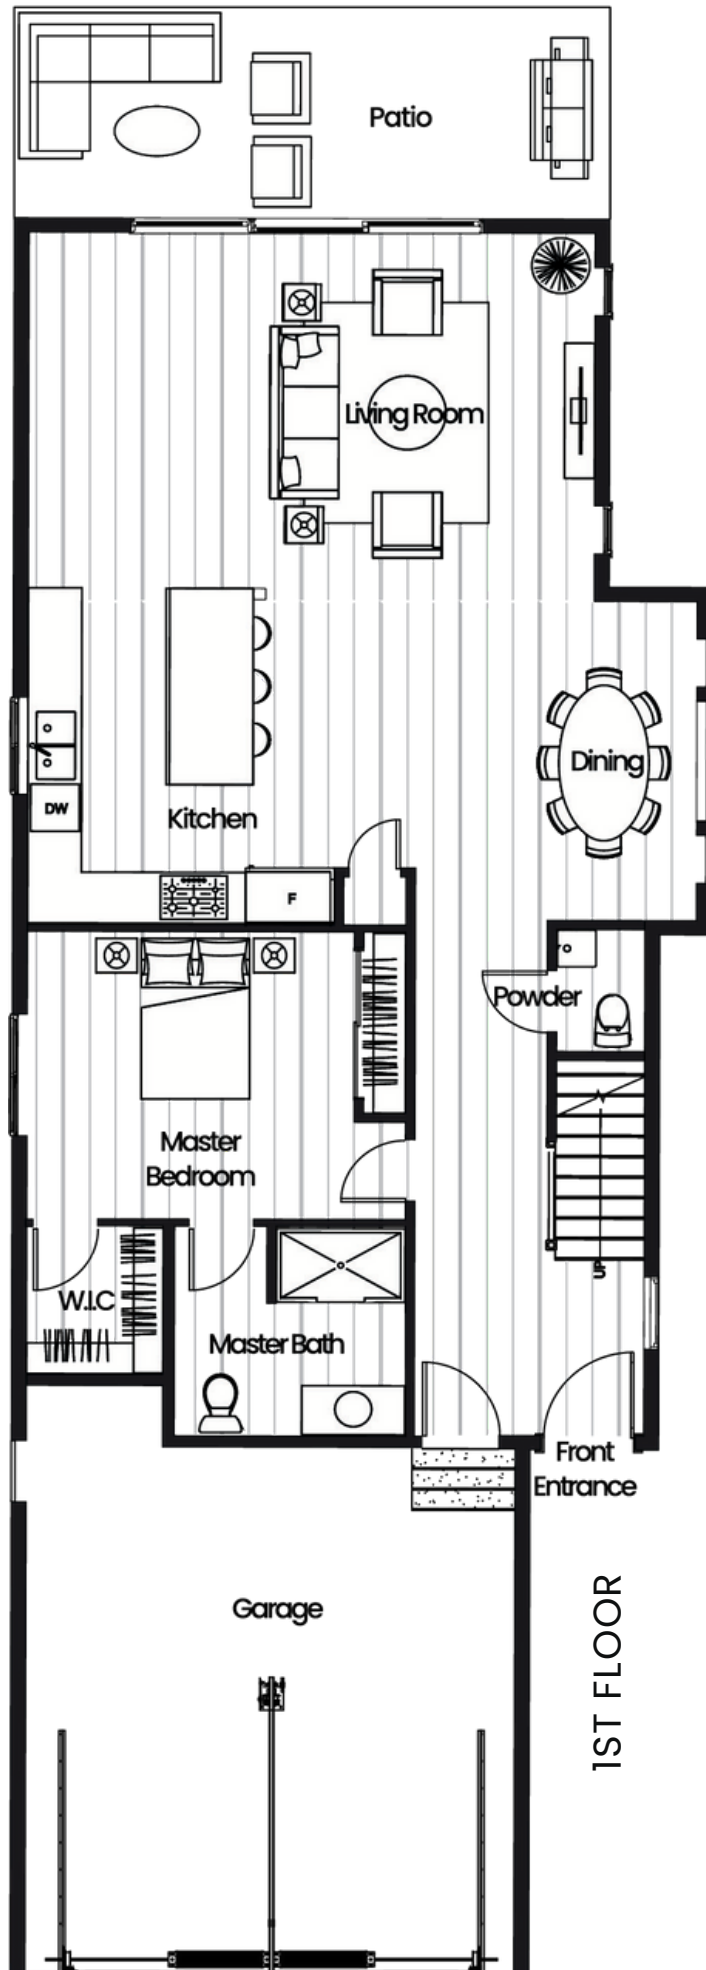 Patio
Living Room
Dining
DW
Kitchen
F
Powder
Master
Bedroom
UP
W.I.C
Master Bath
Front
Entrance
Garage
1ST FLOOR